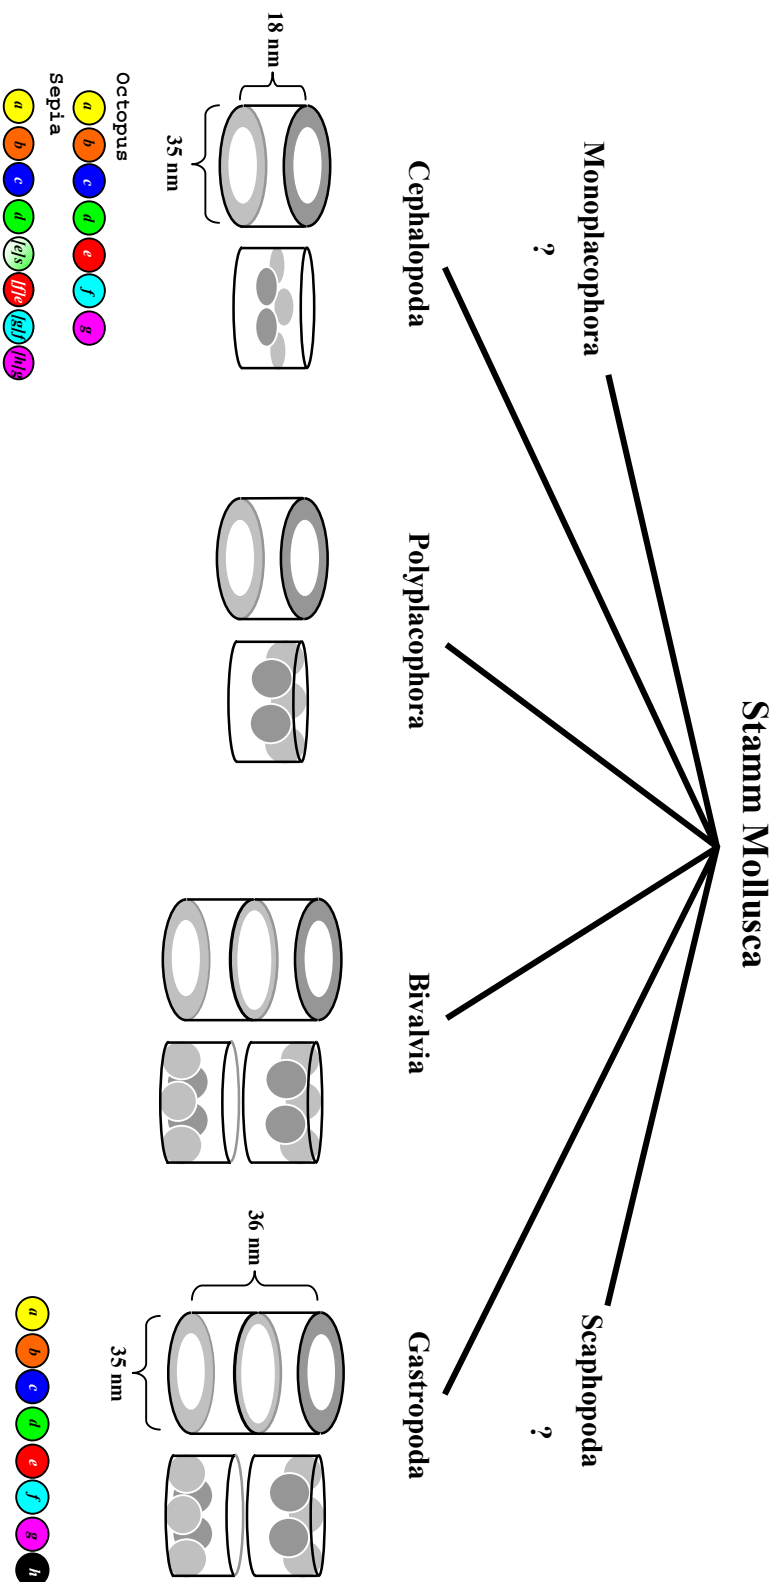 Stamm Mollusca
Monoplacophora
?
Scaphopoda
?
Cephalopoda
Polyplacophora
Bivalvia
Gastropoda
18 nm
35 nm
36 nm
35 nm
Octopus
a b c d e f g
Sepia
a b c d [e]s [f]e [g]f [h]g
a b c d e f g h